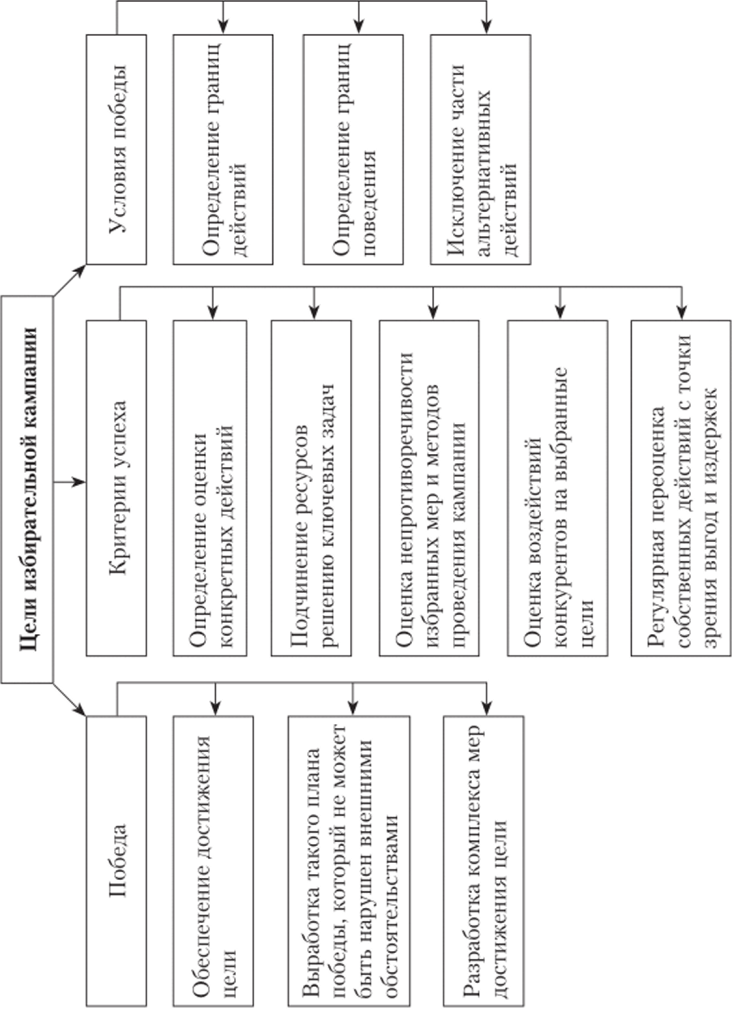 Цели избирательной кампании
Победа
Обеспечение достижения
цели
Выработка такого плана
победы, который не может
быть нарушен внешними
обстоятельствами
Разработка комплекса мер
достижения цели
Критерии успеха
Определение оценки
конкретных действий
Подчинение ресурсов
решению ключевых задач
Оценка непротиворечивости
избранных мер и методов
проведения кампании
Оценка воздействий
конкурентов на выбранные
цели
Регулярная переоценка
собственных действий с точки
зрения выгод и издержек
Условия победы
Определение границ
действий
Определение границ
поведения
Исключение части
альтернативных
действий